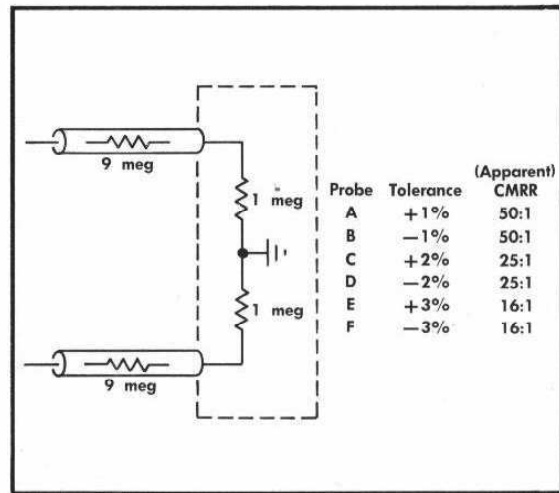 9 meg
1 meg
1 meg
9 meg
(Apparent)
Probe Tolerance CMRR
A +1% 50:1
B —1% 50:1
C +2% 25:1
D —2% 25:1
E +3% 16:1
F —3% 16:1